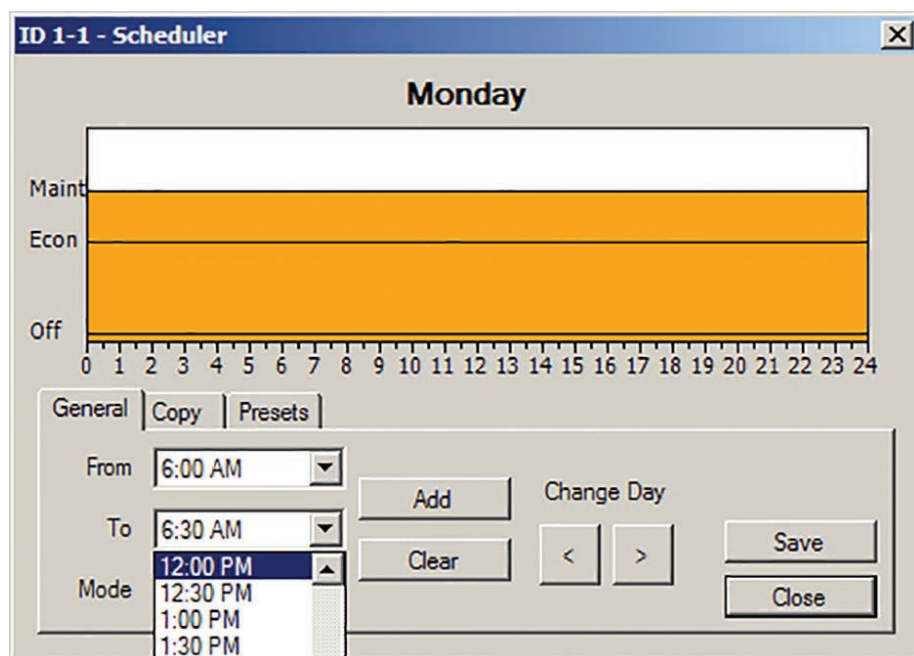 ID 1-1 - Scheduler
Monday
Maint
Econ
Off
0 1 2 3 4 5 6 7 8 9 10 11 12 13 14 15 16 17 18 19 20 21 22 23 24
General Copy Presets
From 6:00 AM
Add
Change Day
To 6:30 AM
Clear
< >
Save
Mode
12:00 PM
12:30 PM
1:00 PM
1:30 PM
Close